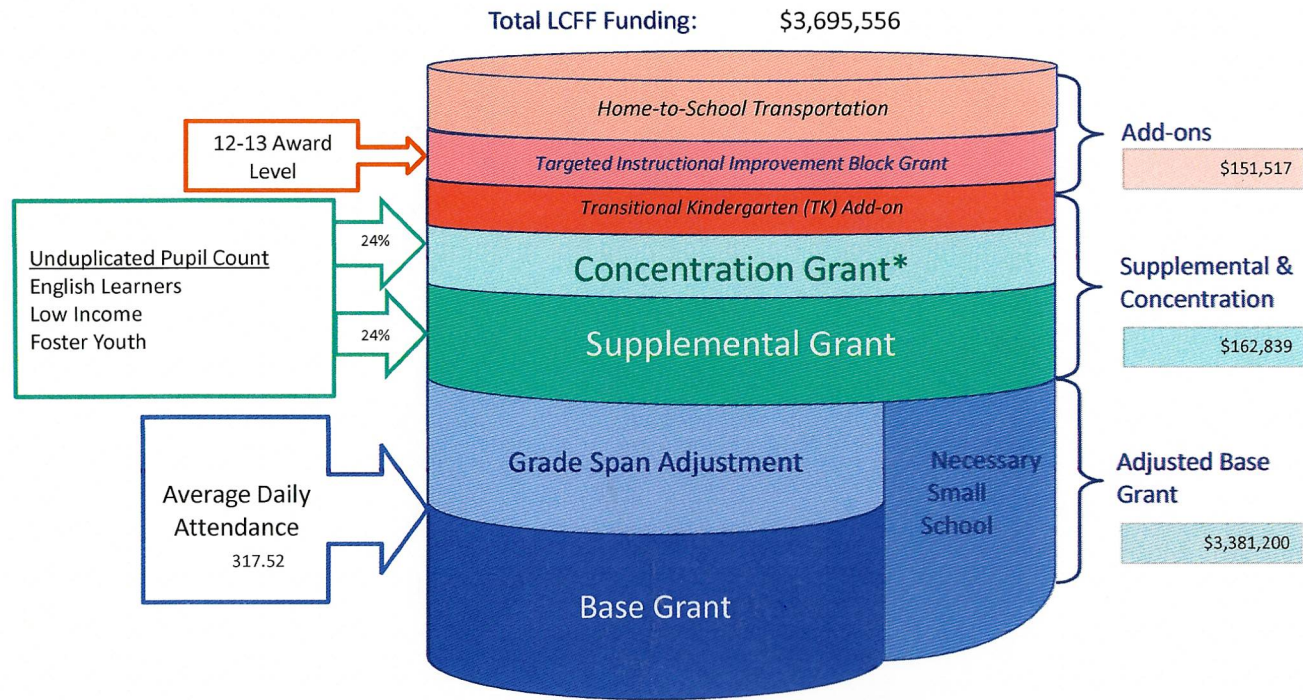 Total LCFF Funding: $3,695,556
Home-to-School Transportation
12-13 Award
Level
Targeted Instructional Improvement Block Grant
Add-ons
$151,517
Transitional Kindergarten (TK) Add-on
Unduplicated Pupil Count
English Learners
Low Income
Foster Youth
24%
24%
Concentration Grant*
Supplemental Grant
Supplemental &
Concentration
$162,839
Average Daily
Attendance
317.52
Grade Span Adjustment
Base Grant
Necessary
Small
School
Adjusted Base
Grant
$3,381,200